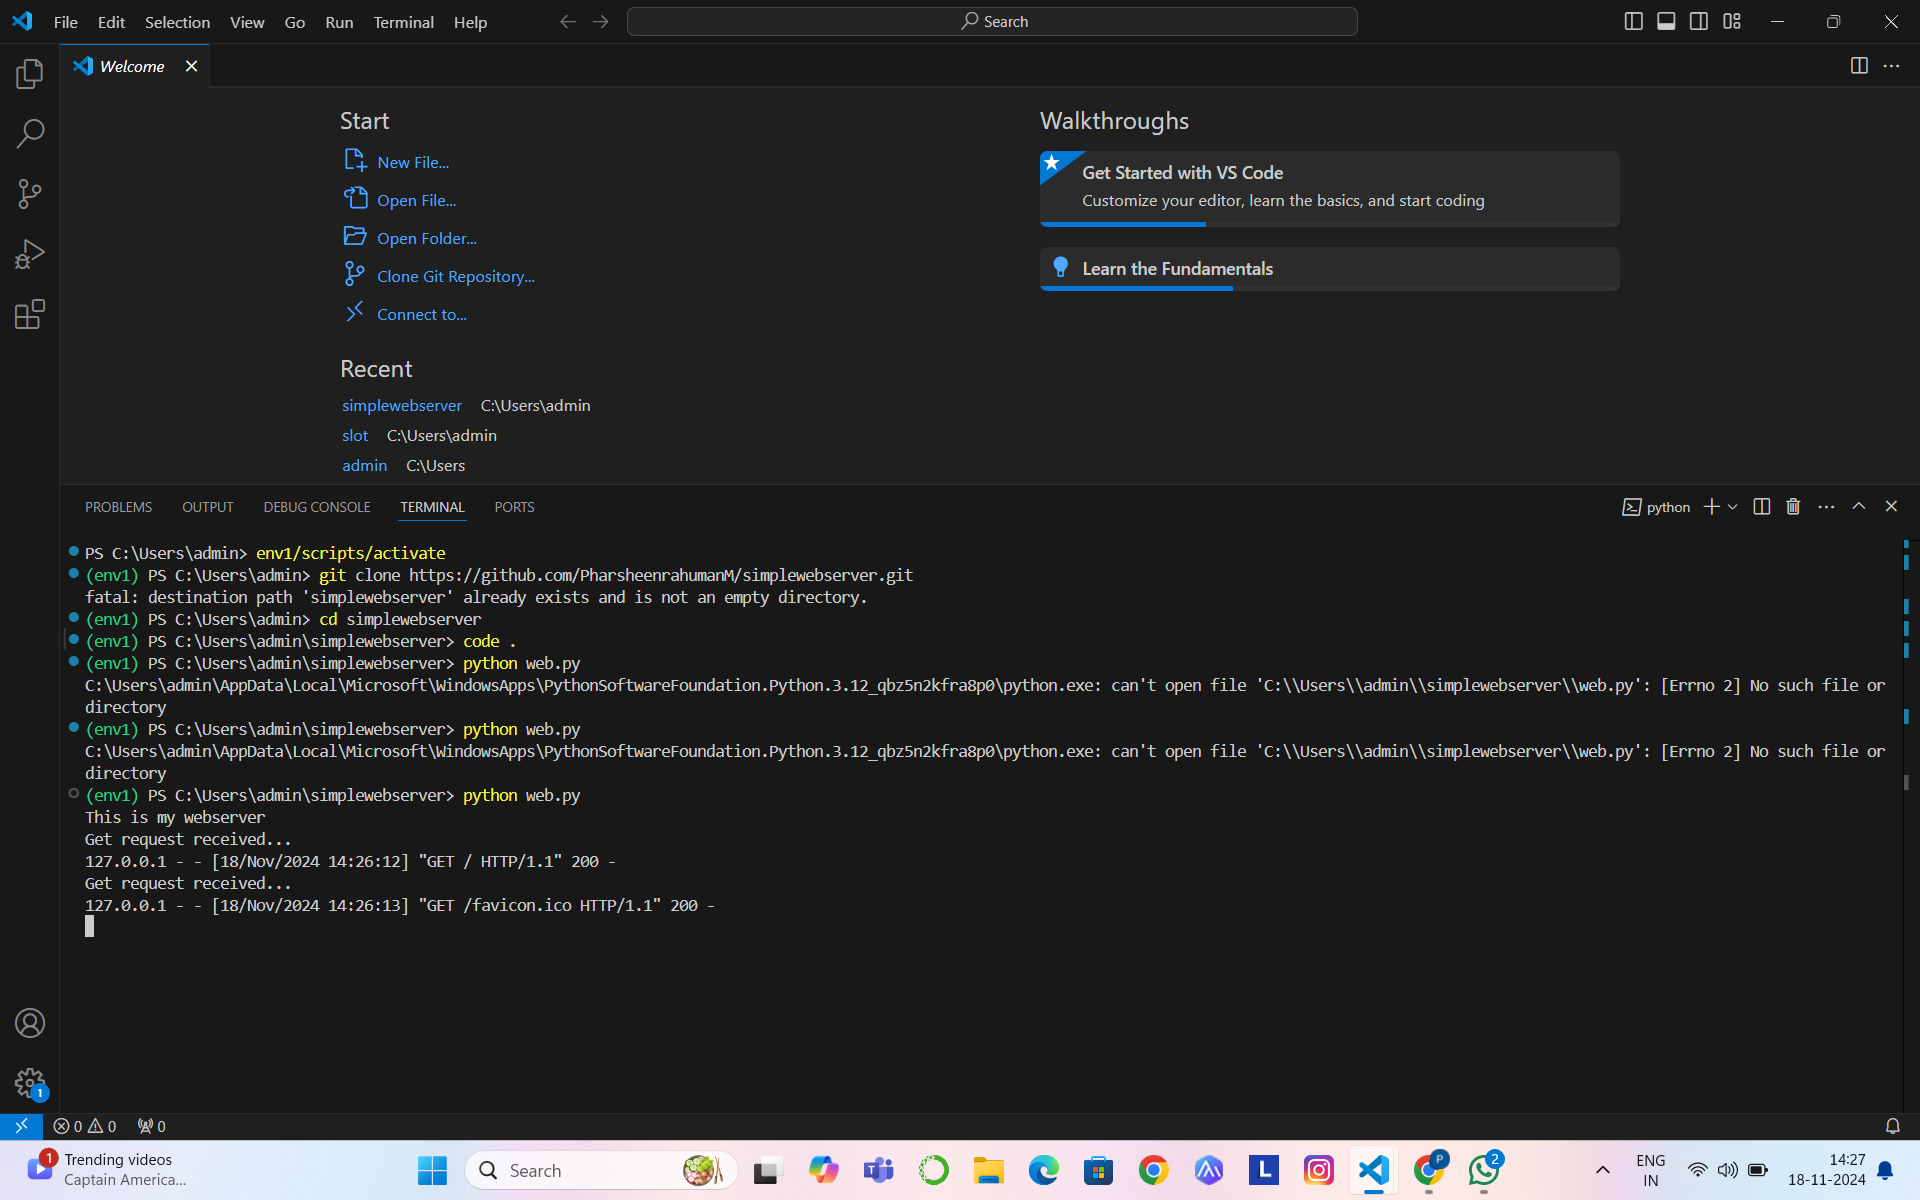 File Edit Selection View Go Run Terminal Help
Search
Welcome
Start
New File...
Open File...
Open Folder...
Clone Git Repository...
Connect to...
Recent
simplewebserver C:\Users\admin
slot C:\Users\admin
admin C:\Users
Walkthroughs
Get Started with VS Code
Customize your editor, learn the basics, and start coding
Learn the Fundamentals
PROBLEMS OUTPUT DEBUG CONSOLE TERMINAL PORTS
python
PS C:\Users\admin> env1/scripts/activate
(env1) PS C:\Users\admin> git clone https://github.com/PharsheenrahumanM/simplewebserver.git
fatal: destination path 'simplewebserver' already exists and is not an empty directory.
(env1) PS C:\Users\admin> cd simplewebserver
(env1) PS C:\Users\admin\simplewebserver> code .
(env1) PS C:\Users\admin\simplewebserver> python web.py
C:\Users\admin\AppData\Local\Microsoft\WindowsApps\PythonSoftwareFoundation.Python.3.12_qbz5n2kfra8p0\python.exe: can't open file 'C:\\Users\\admin\\simplewebserver\\web.py': [Errno 2] No such file or
directory
(env1) PS C:\Users\admin\simplewebserver> python web.py
C:\Users\admin\AppData\Local\Microsoft\WindowsApps\PythonSoftwareFoundation.Python.3.12_qbz5n2kfra8p0\python.exe: can't open file 'C:\\Users\\admin\\simplewebserver\\web.py': [Errno 2] No such file or
directory
(env1) PS C:\Users\admin\simplewebserver> python web.py
This is my webserver
Get request received...
127.0.0.1 - - [18/Nov/2024 14:26:12] "GET / HTTP/1.1" 200 -
Get request received...
127.0.0.1 - - [18/Nov/2024 14:26:13] "GET /favicon.ico HTTP/1.1" 200 -
1
0 0 0
1
Trending videos
Captain America...
Search
T
L
P
2
ENG
IN
14:27
18-11-2024